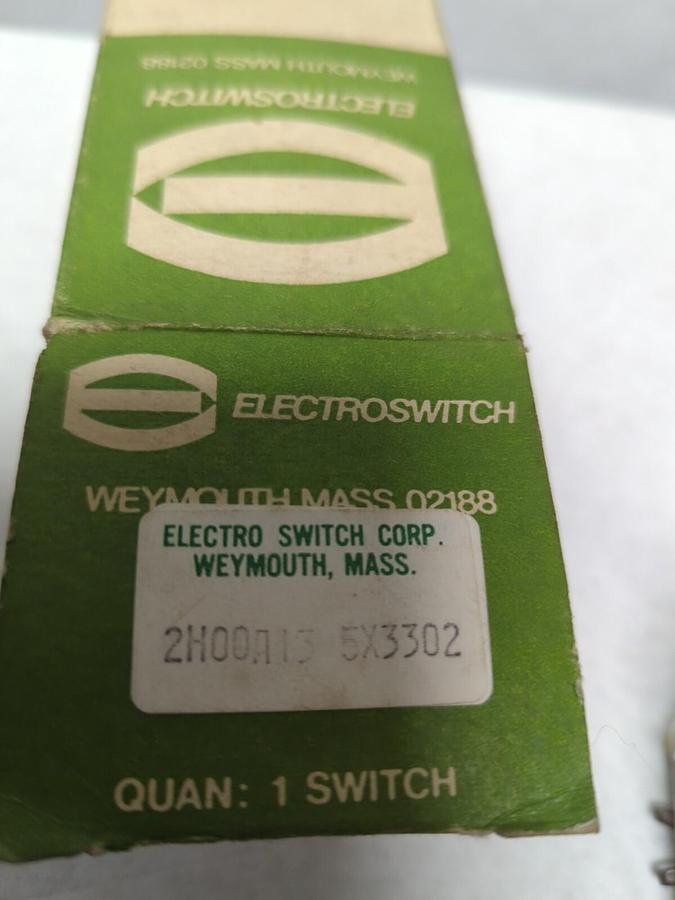 WEYMOUTH MASS 02188
ELECTROSWITCH
ELECTROSWITCH
WEYMOUTH MASS 02188
ELECTRO SWITCH CORP.
WEYMOUTH, MASS.
2H00A13 5X3302
QUAN: 1 SWITCH